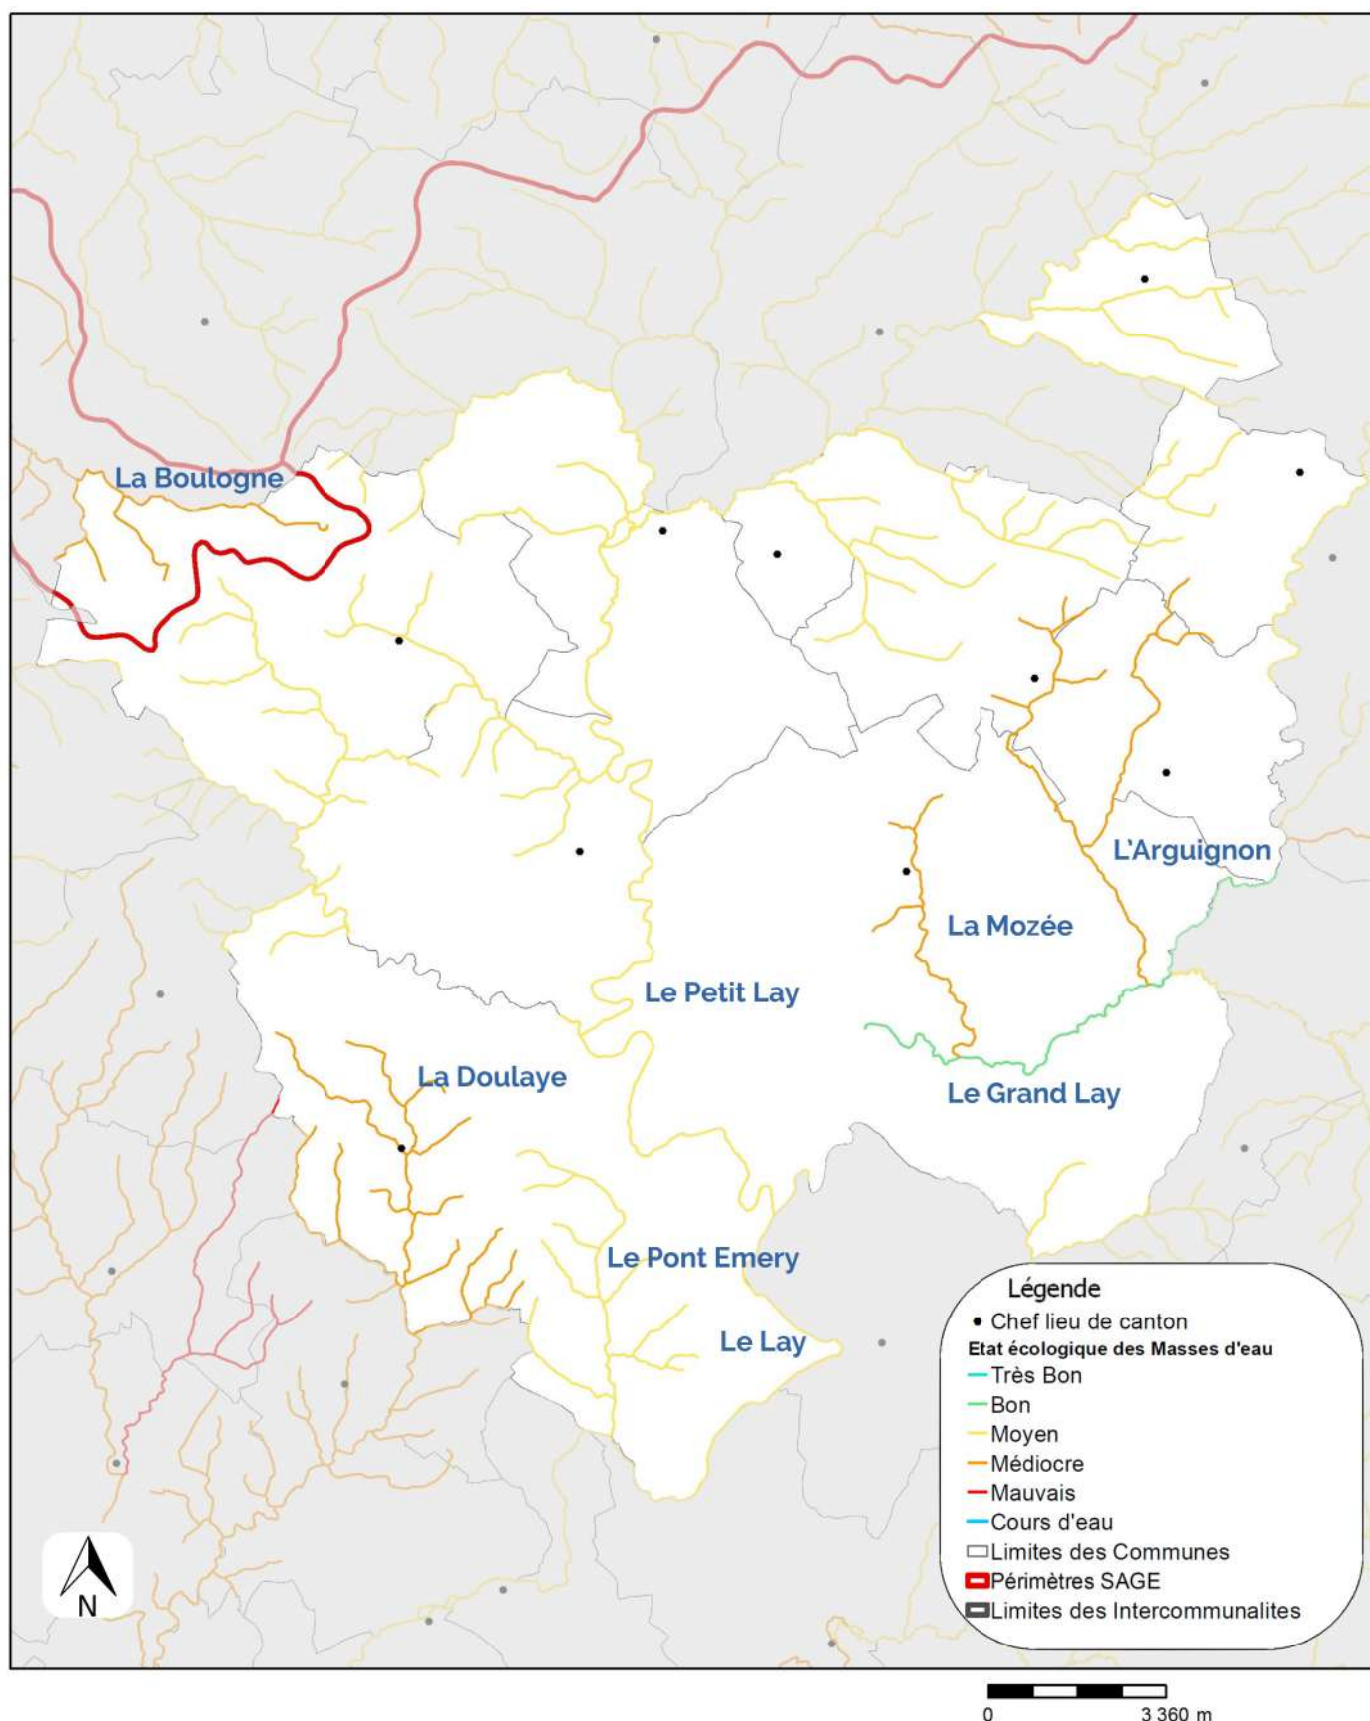 La Boulogne
L'Arguignon
La Mozée
Le Petit Lay
La Doulaye
Le Grand Lay
Le Pont Emery
Le Lay
Légende
Chef lieu de canton
Etat écologique des Masses d'eau
Très Bon
Bon
Moyen
Médiocre
Mauvais
Cours d'eau
Limites des Communes
Périmètres SAGE
Limites des Intercommunalites
N
0 3 360 m